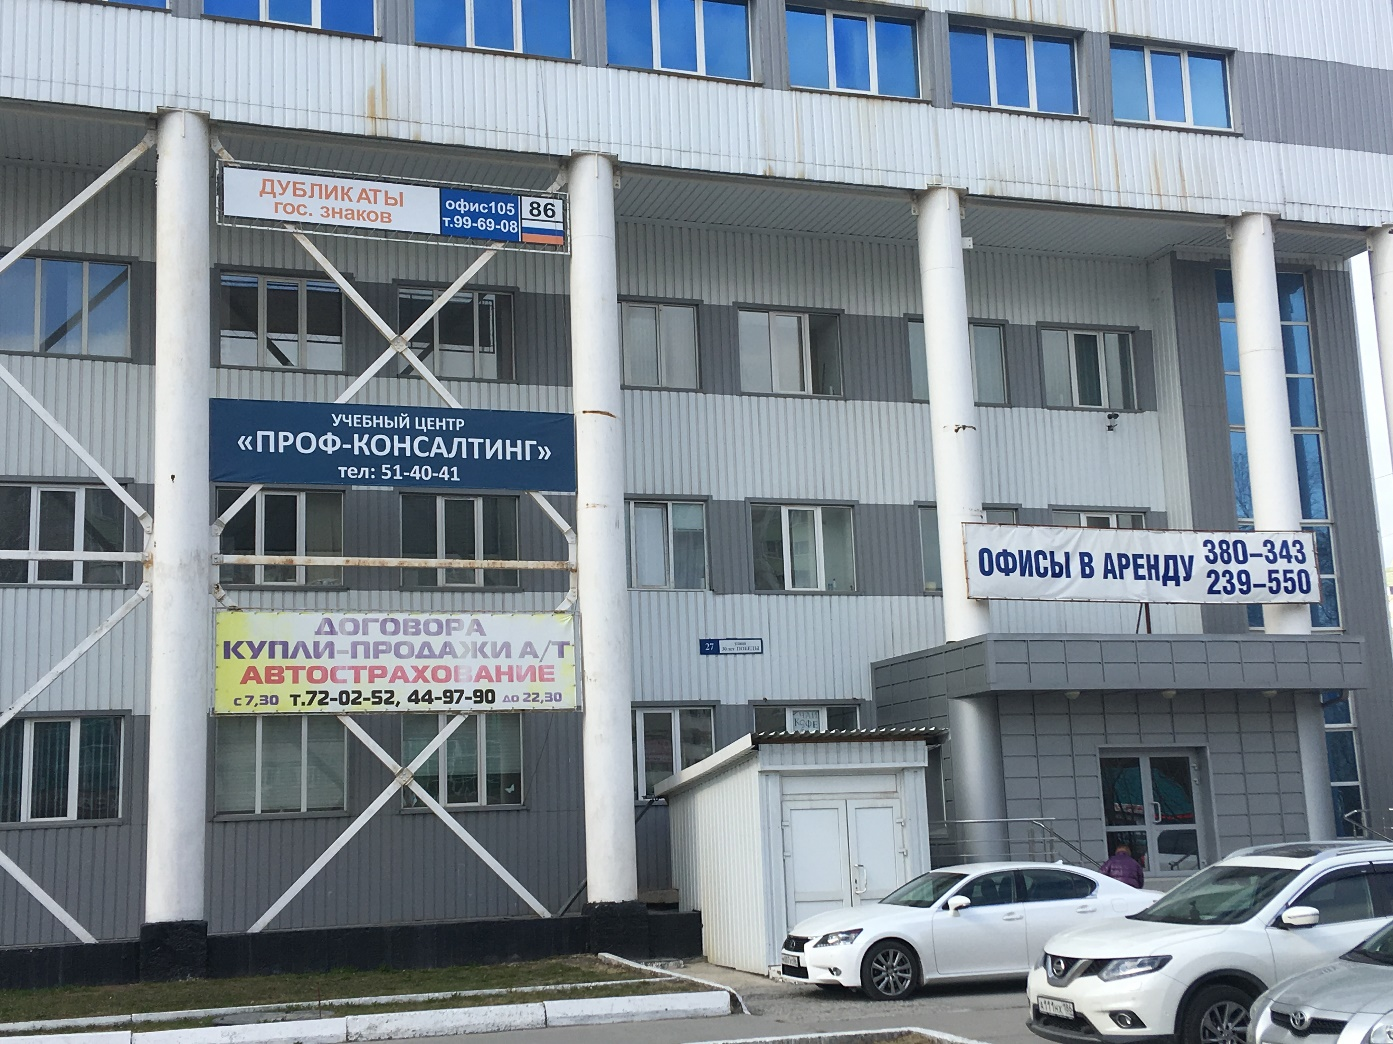 ДУБЛИКАТЫ
гос. знаков
офис105
т.99-69-08
86
УЧЕБНЫЙ ЦЕНТР
«ПРОФ-КОНСАЛТИНГ»
тел: 51-40-41
ОФИСЫ В АРЕНДУ
380-343
239-550
ДОГОВОРА
КУПЛИ-ПРОДАЖИ А/Т
АВТОСТРАХОВАНИЕ
с 7,30 т.72-02-52, 44-97-90 до 22,30
27
ПОБЕДЫ
КОФЕ